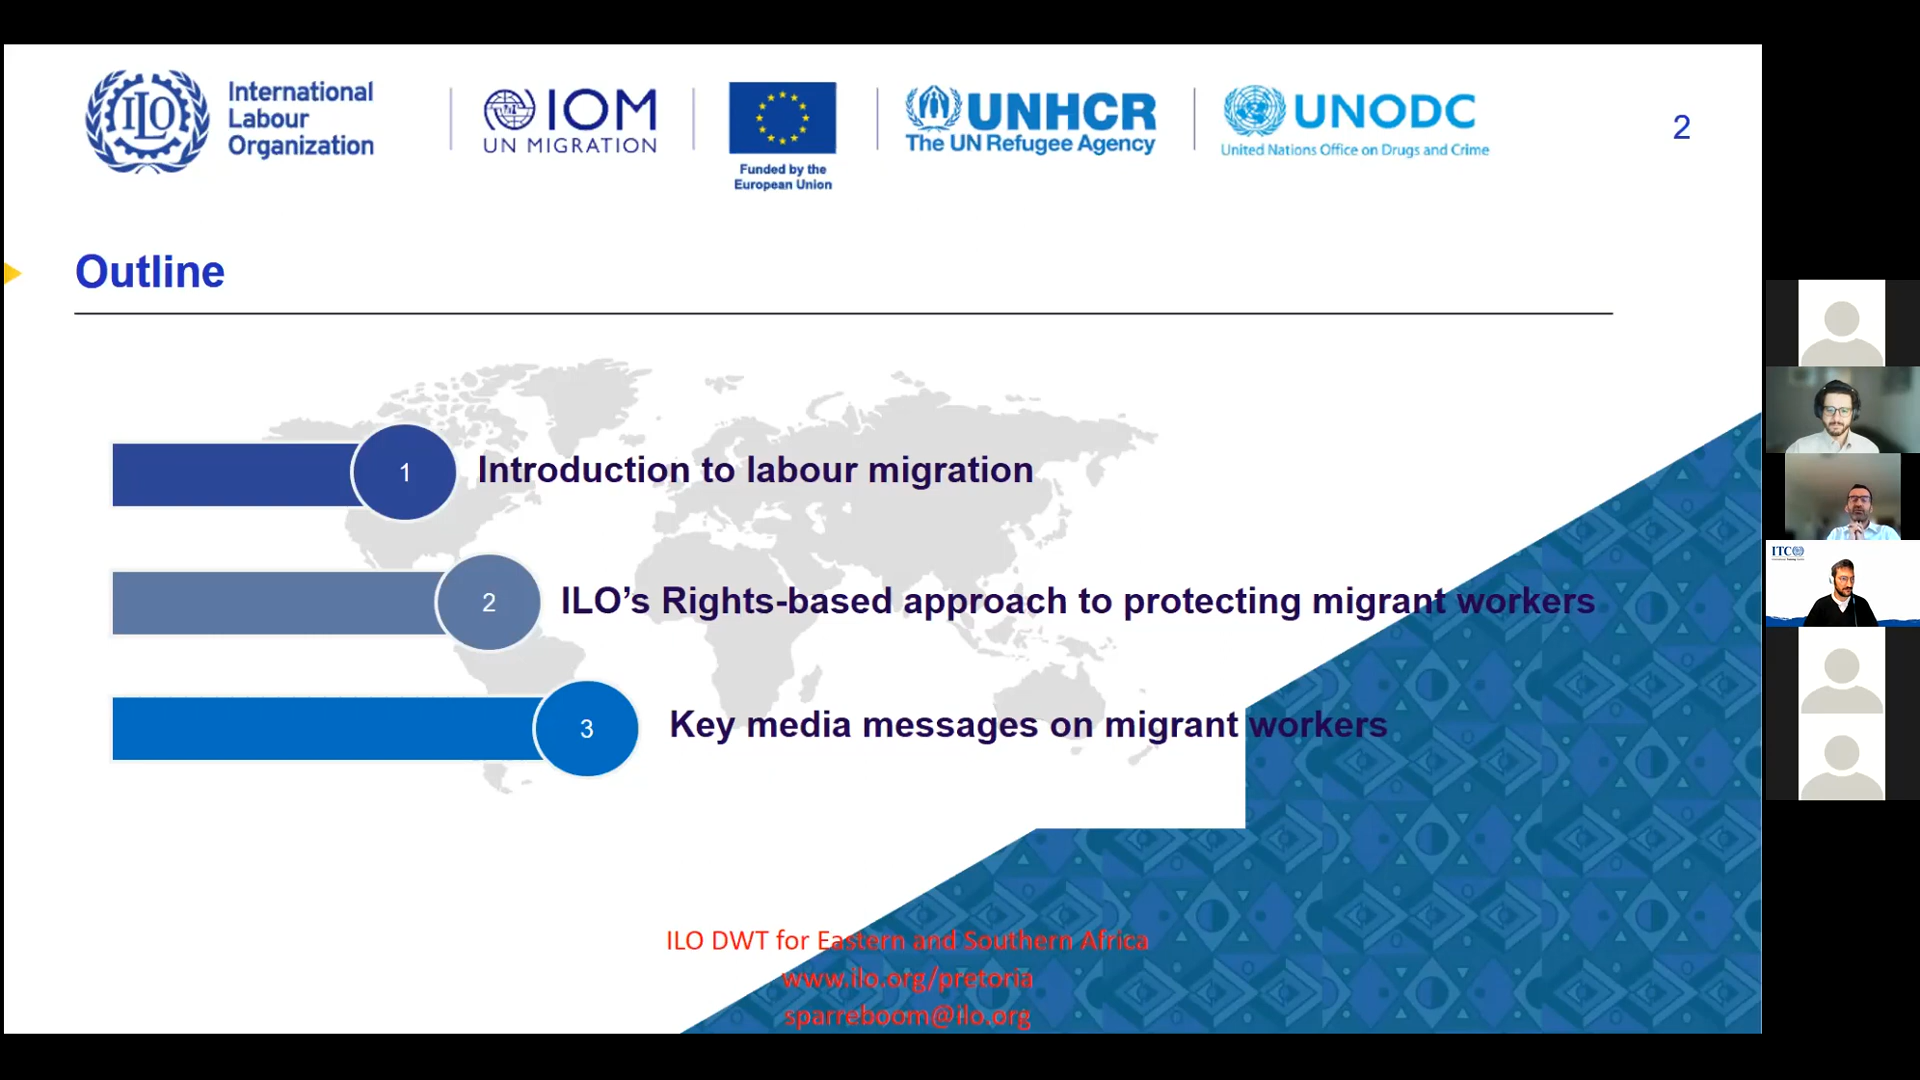 International
Labour
Organization
ILO
IOM
UN MIGRATION
Funded by the
European Union
UNHCR
The UN Refugee Agency
UNODC
United Nations Office on Drugs and Crime
2
Outline
1 Introduction to labour migration
2 ILO’s Rights-based approach to protecting migrant workers
3 Key media messages on migrant workers
ILO DWT for Eastern and Southern Africa
www.ilo.org/pretoria
sparreboom@ilo.org
ITC